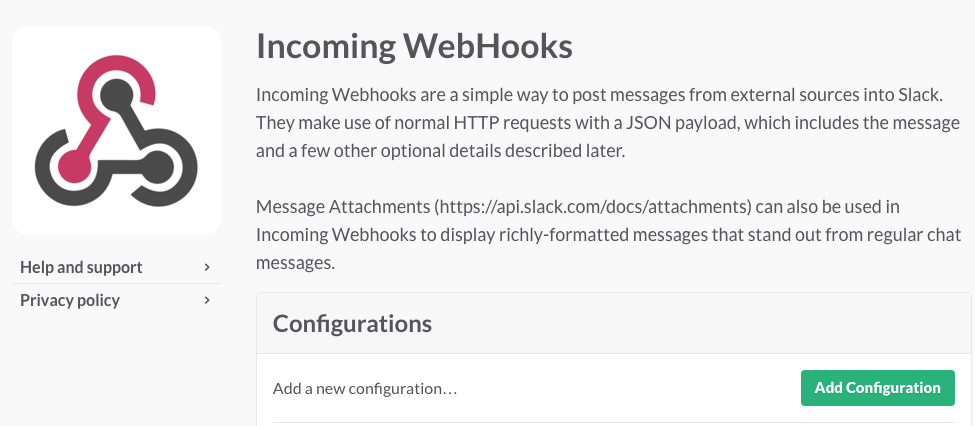 Incoming WebHooks
Incoming Webhooks are a simple way to post messages from external sources into Slack.
They make use of normal HTTP requests with a JSON payload, which includes the message
and a few other optional details described later.
Message Attachments (https://api.slack.com/docs/attachments) can also be used in
Incoming Webhooks to display richly-formatted messages that stand out from regular chat
messages.
Help and support
Privacy policy
Configurations
Add a new configuration…
Add Configuration